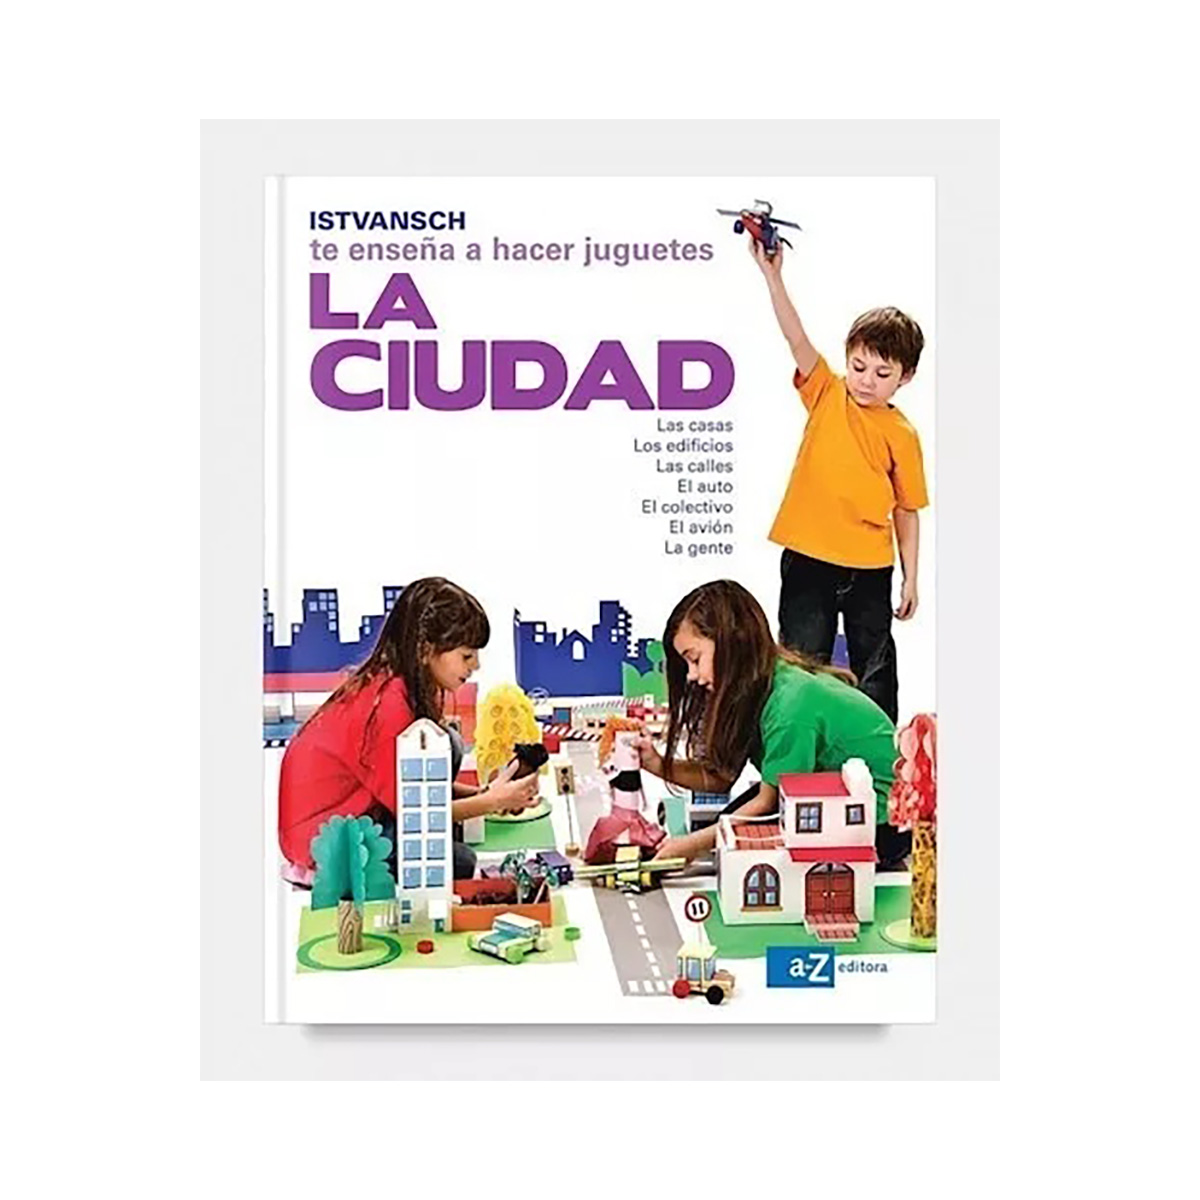 ISTVANSCH
te enseña a hacer juguetes
LA
CIUDAD
Las casas
Los edificios
Las calles
El auto
El colectivo
El avión
La gente
a-Z editora